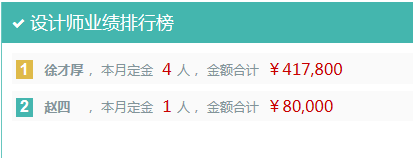 设计师业绩排行榜
1 徐才厚 ，本月定金 4 人 ，金额合计 ￥417,800
2 赵四 ，本月定金 1 人 ，金额合计 ￥80,000